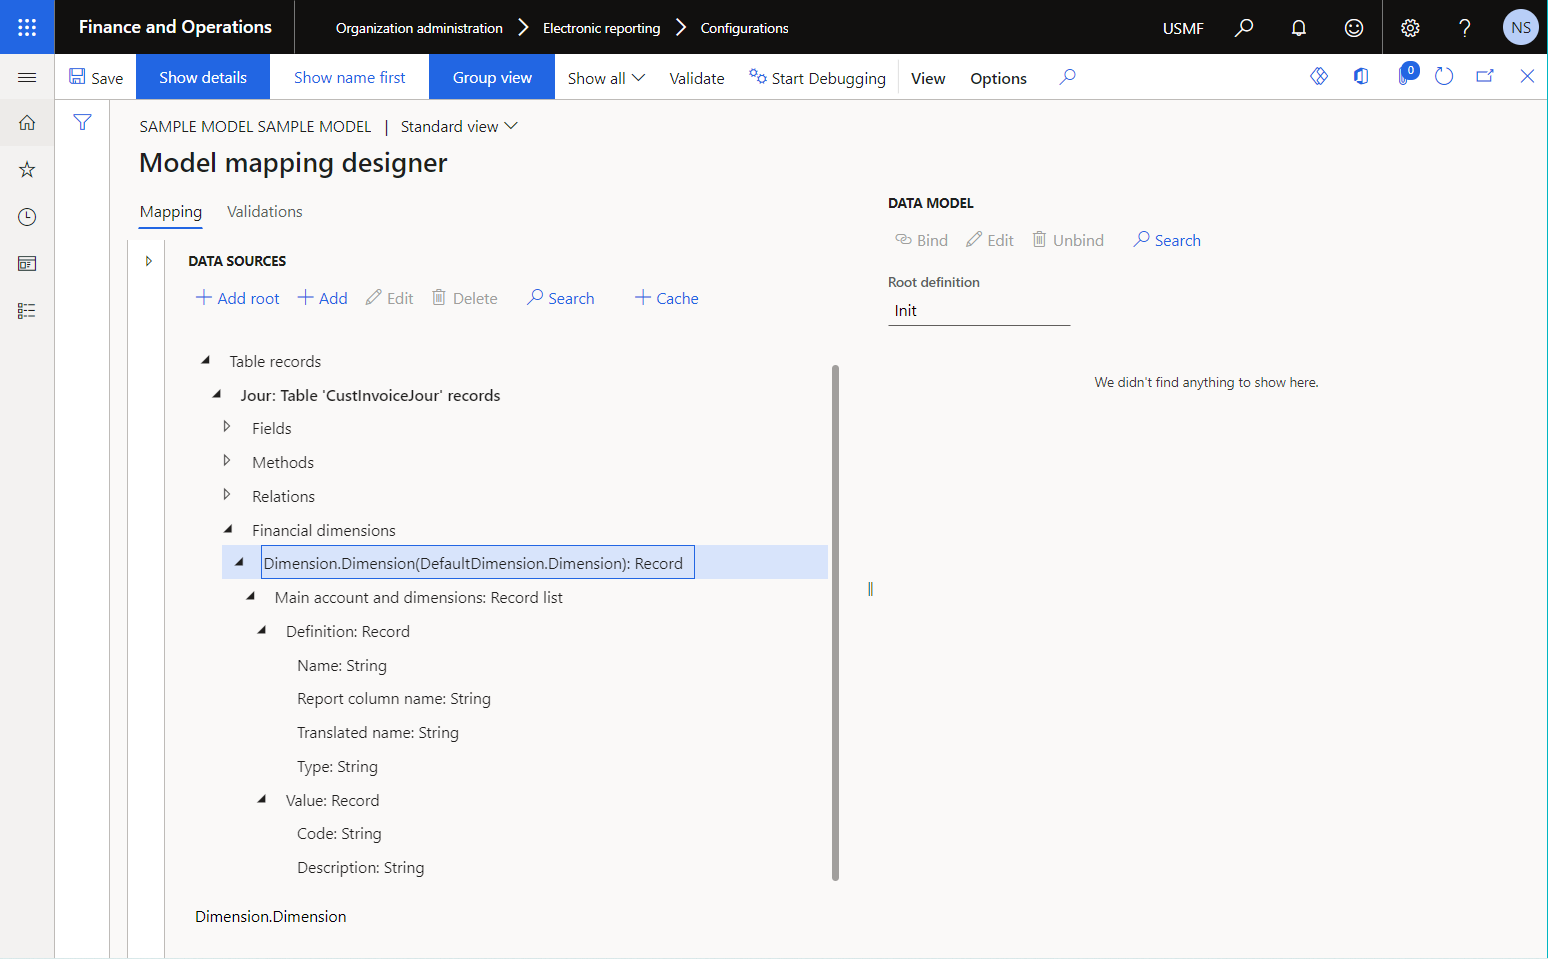 Finance and Operations
Organization administration
Electronic reporting
Configurations
USMF
?
NS
Save
Show details
Show name first
Group view
Show all
Validate
Start Debugging
View
Options
0
SAMPLE MODEL SAMPLE MODEL | Standard view
Model mapping designer
Mapping
Validations
DATA SOURCES
Add root
Add
Edit
Delete
Search
Cache
Table records
Jour: Table 'CustInvoiceJour' records
Fields
Methods
Relations
Financial dimensions
Dimension.Dimension(DefaultDimension.Dimension): Record
Main account and dimensions: Record list
Definition: Record
Name: String
Report column name: String
Translated name: String
Type: String
Value: Record
Code: String
Description: String
Dimension.Dimension
DATA MODEL
Bind
Edit
Unbind
Search
Root definition
Init
We didn't find anything to show here.